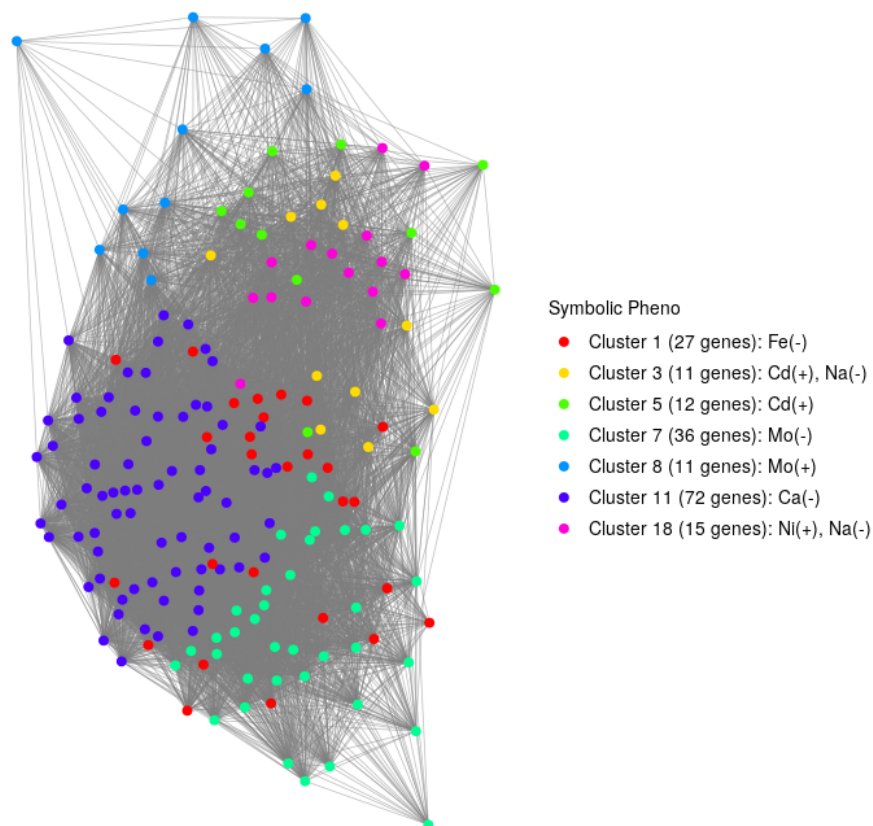 Symbolic Pheno
Cluster 1 (27 genes): Fe(-)
Cluster 3 (11 genes): Cd(+), Na(-)
Cluster 5 (12 genes): Cd(+)
Cluster 7 (36 genes): Mo(-)
Cluster 8 (11 genes): Mo(+)
Cluster 11 (72 genes): Ca(-)
Cluster 18 (15 genes): Ni(+), Na(-)